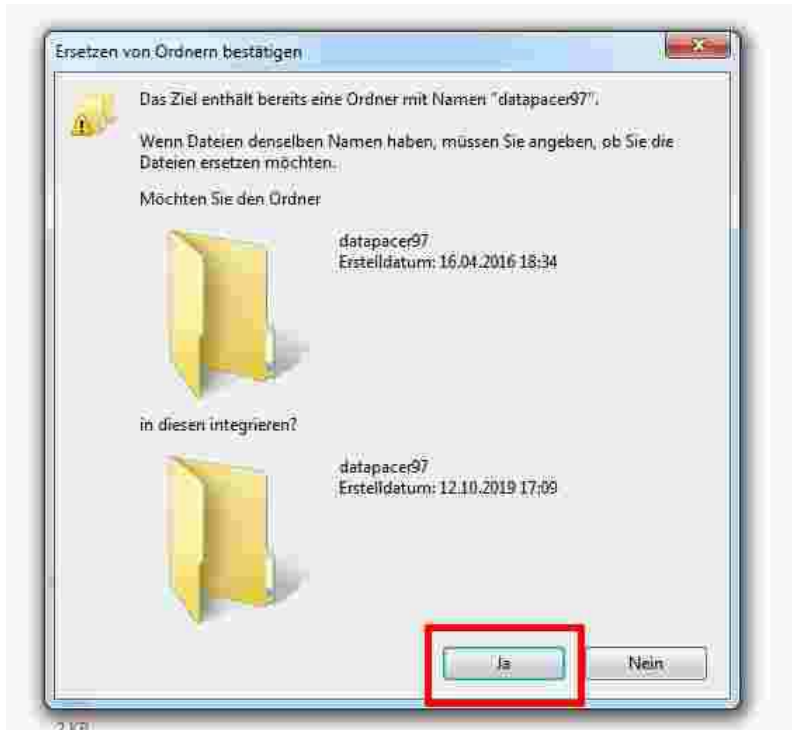 Ersetzen von Ordnern bestätigen
Das Ziel enthält bereits eine Ordner mit Namen "datapacer97".
Wenn Dateien denselben Namen haben, müssen Sie angeben, ob Sie die
Dateien ersetzen möchten.
Möchten Sie den Ordner
datapacer97
Erstelldatum: 16.04.2016 18:34
in diesen integrieren?
datapacer97
Erstelldatum: 12.10.2019 17:09
Ja
Nein